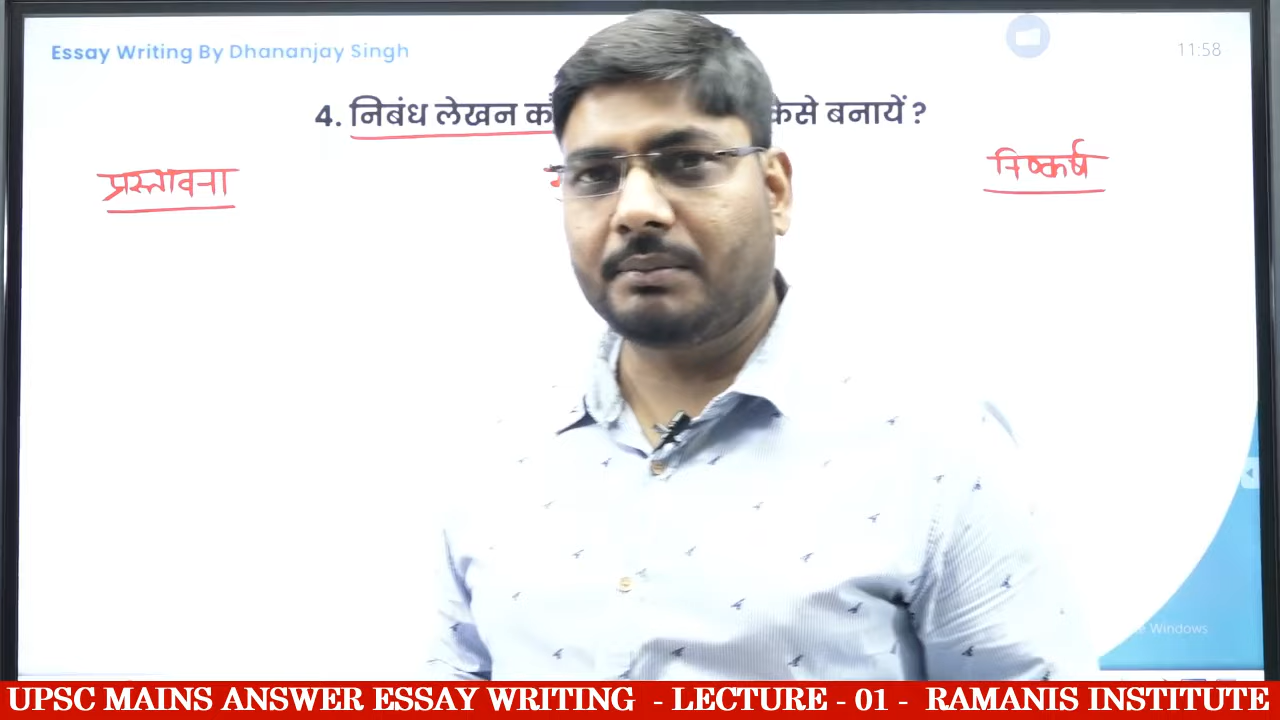 Essay Writing By Dhananjay Singh
11:58
4. निबंध लेखन कैसे बनायें ?
प्रस्तावना
निष्कर्ष
Windows
UPSC MAINS ANSWER ESSAY WRITING - LECTURE - 01 - RAMANIS INSTITUTE